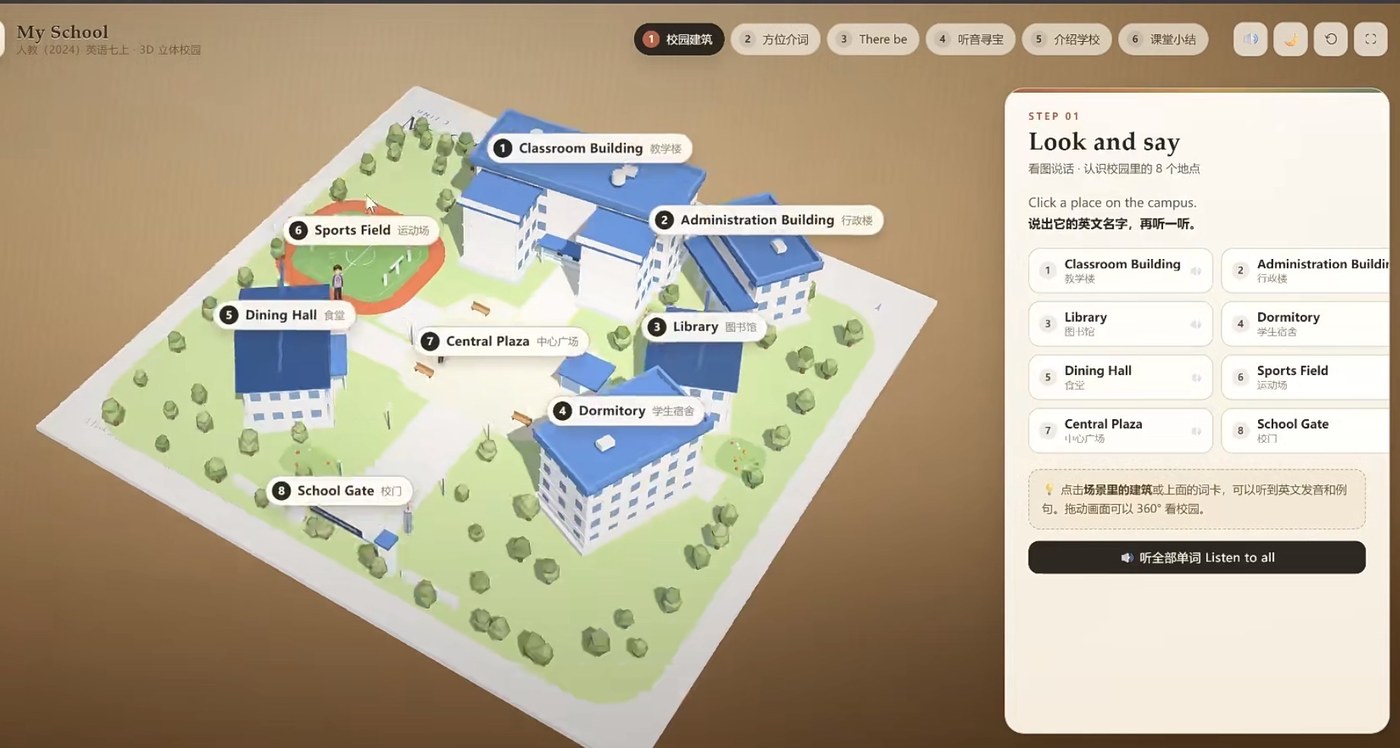 My School
人教（2024）英语七上 · 3D 立体校园
1 校园建筑
2 方位介词
3 There be
4 听音寻宝
5 介绍学校
6 课堂小结
1 Classroom Building 教学楼
2 Administration Building 行政楼
6 Sports Field 运动场
5 Dining Hall 食堂
3 Library 图书馆
7 Central Plaza 中心广场
4 Dormitory 学生宿舍
8 School Gate 校门
STEP 01
Look and say
看图说话 · 认识校园里的 8 个地点
Click a place on the campus.
说出它的英文名字，再听一听。
1 Classroom Building
教学楼
2 Administration Buildin
行政楼
3 Library
图书馆
4 Dormitory
学生宿舍
5 Dining Hall
食堂
6 Sports Field
运动场
7 Central Plaza
中心广场
8 School Gate
校门
点击场景里的建筑或上面的词卡，可以听到英文发音和例
句。拖动画面可以 360° 看校园。
听全部单词 Listen to all